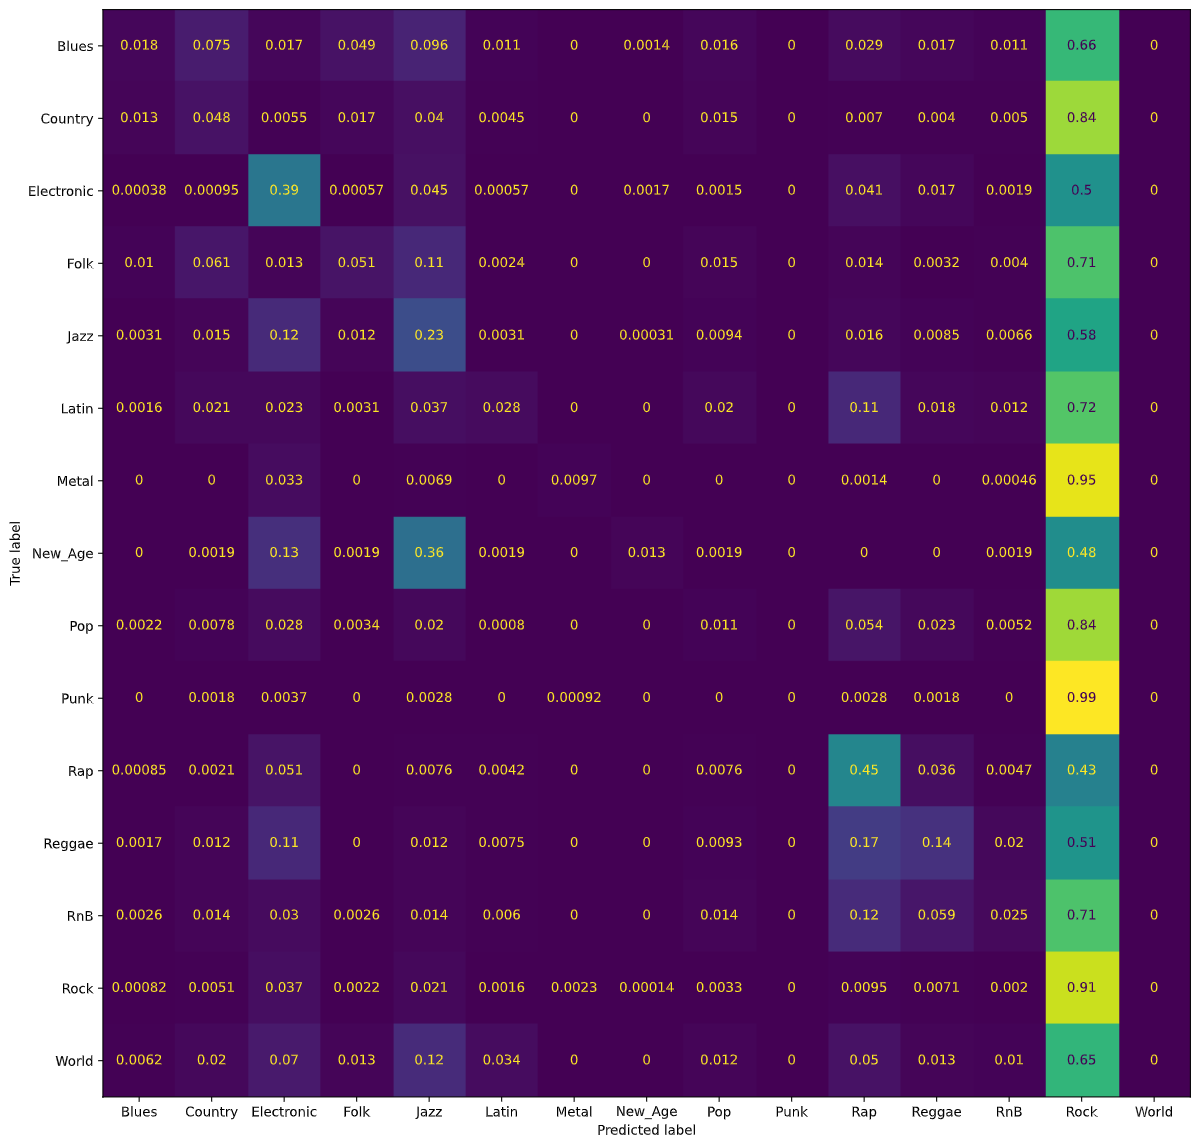 Blues 0.018 0.075 0.017 0.049 0.096 0.011 0 0.0014 0.016 0 0.029 0.017 0.011 0.66 0
Country 0.013 0.048 0.0055 0.017 0.04 0.0045 0 0 0.015 0 0.007 0.004 0.005 0.84 0
Electronic 0.00038 0.00095 0.39 0.00057 0.045 0.00057 0 0.0017 0.0015 0 0.041 0.017 0.0019 0.5 0
Folk 0.01 0.061 0.013 0.051 0.11 0.0024 0 0 0.015 0 0.014 0.0032 0.004 0.71 0
Jazz 0.0031 0.015 0.12 0.012 0.23 0.0031 0 0.00031 0.0094 0 0.016 0.0085 0.0066 0.58 0
Latin 0.0016 0.021 0.023 0.0031 0.037 0.028 0 0 0.02 0 0.11 0.018 0.012 0.72 0
Metal 0 0 0.033 0 0.0069 0 0.0097 0 0 0 0.0014 0 0.00046 0.95 0
New_Age 0 0.0019 0.13 0.0019 0.36 0.0019 0 0.013 0.0019 0 0 0 0.0019 0.48 0
Pop 0.0022 0.0078 0.028 0.0034 0.02 0.0008 0 0 0.011 0 0.054 0.023 0.0052 0.84 0
Punk 0 0.0018 0.0037 0 0.0028 0 0.00092 0 0 0 0.0028 0.0018 0 0.99 0
Rap 0.00085 0.0021 0.051 0 0.0076 0.0042 0 0 0.0076 0 0.45 0.036 0.0047 0.43 0
Reggae 0.0017 0.012 0.11 0 0.012 0.0075 0 0 0.0093 0 0.17 0.14 0.02 0.51 0
RnB 0.0026 0.014 0.03 0.0026 0.014 0.006 0 0 0.014 0 0.12 0.059 0.025 0.71 0
Rock 0.00082 0.0051 0.037 0.0022 0.021 0.0016 0.0023 0.00014 0.0033 0 0.0095 0.0071 0.002 0.91 0
World 0.0062 0.02 0.07 0.013 0.12 0.034 0 0 0.012 0 0.05 0.013 0.01 0.65 0
Blues Country Electronic Folk Jazz Latin Metal New_Age Pop Punk Rap Reggae RnB Rock World
Predicted label
True label